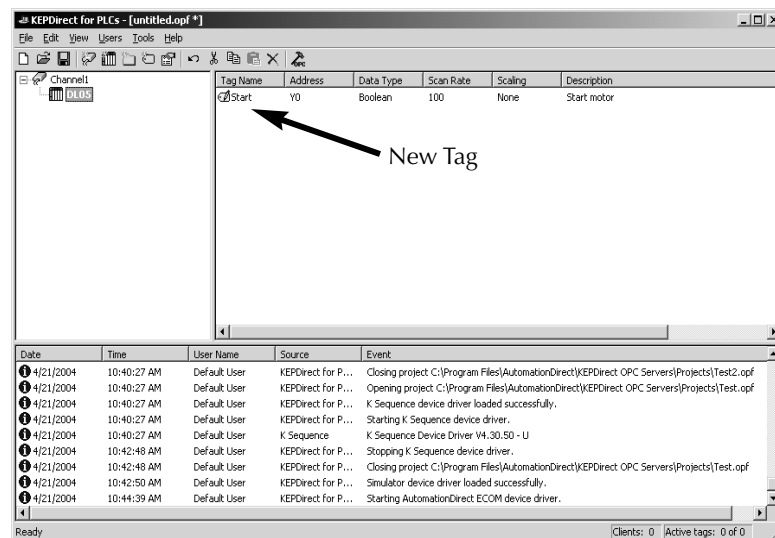 KEPDirect for PLCs - [untitled.opf *]
File Edit View Users Tools Help
Channel1
DL05
Tag Name Address Data Type Scan Rate Scaling Description
Start Y0 Boolean 100 None Start motor
New Tag
Date Time User Name Source Event
4/21/2004 10:40:27 AM Default User KEPDirect for P... Closing project C:\Program Files\AutomationDirect\KEPDirect OPC Servers\Projects\Test2.opf
4/21/2004 10:40:27 AM Default User KEPDirect for P... Opening project C:\Program Files\AutomationDirect\KEPDirect OPC Servers\Projects\Test.opf
4/21/2004 10:40:27 AM Default User KEPDirect for P... K Sequence device driver loaded successfully.
4/21/2004 10:40:27 AM Default User KEPDirect for P... Starting K Sequence device driver.
4/21/2004 10:40:27 AM Default User K Sequence K Sequence Device Driver V4.30.50 - U
4/21/2004 10:42:48 AM Default User KEPDirect for P... Stopping K Sequence device driver.
4/21/2004 10:42:48 AM Default User KEPDirect for P... Closing project C:\Program Files\AutomationDirect\KEPDirect OPC Servers\Projects\Test.opf
4/21/2004 10:42:50 AM Default User KEPDirect for P... Simulator device driver loaded successfully.
4/21/2004 10:44:39 AM Default User KEPDirect for P... Starting AutomationDirect ECOM device driver.
Ready Clients: 0 Active tags: 0 of 0